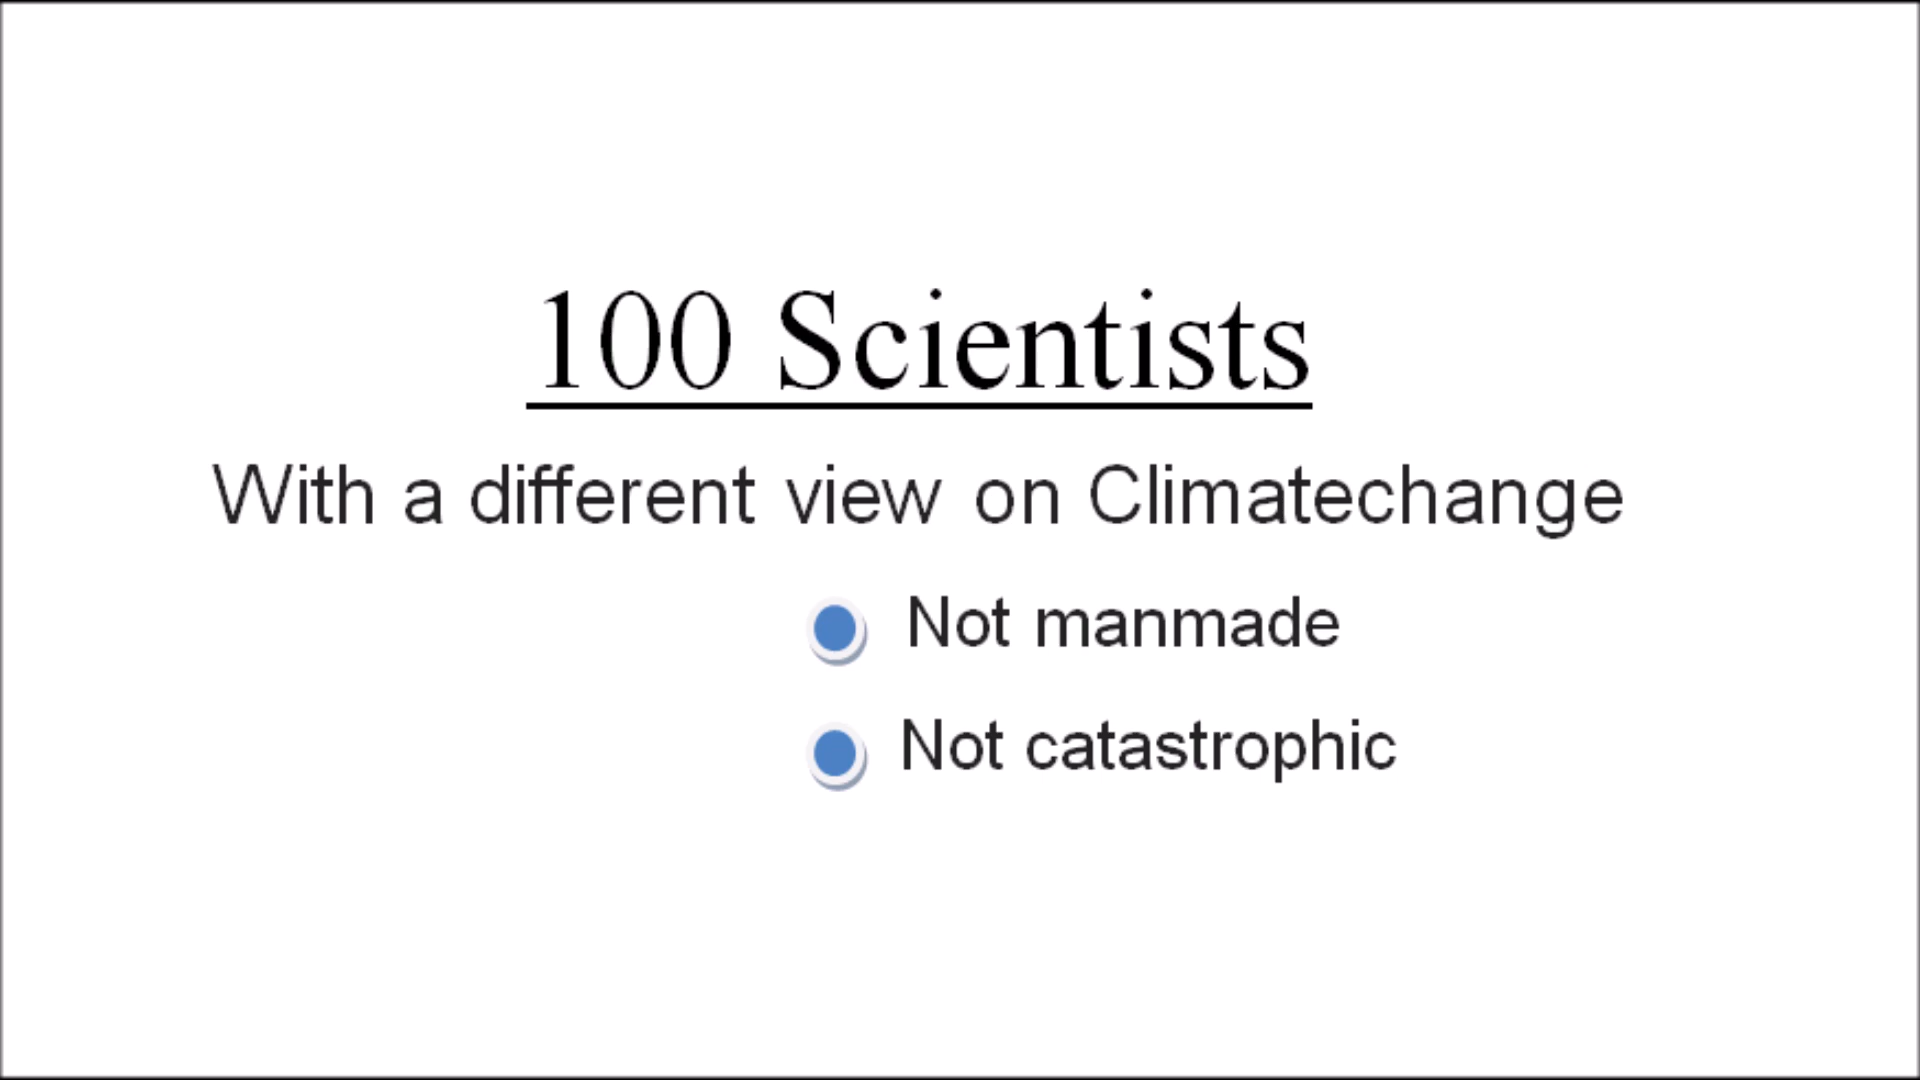 100 Scientists
With a different view on Climatechange
Not manmade
Not catastrophic